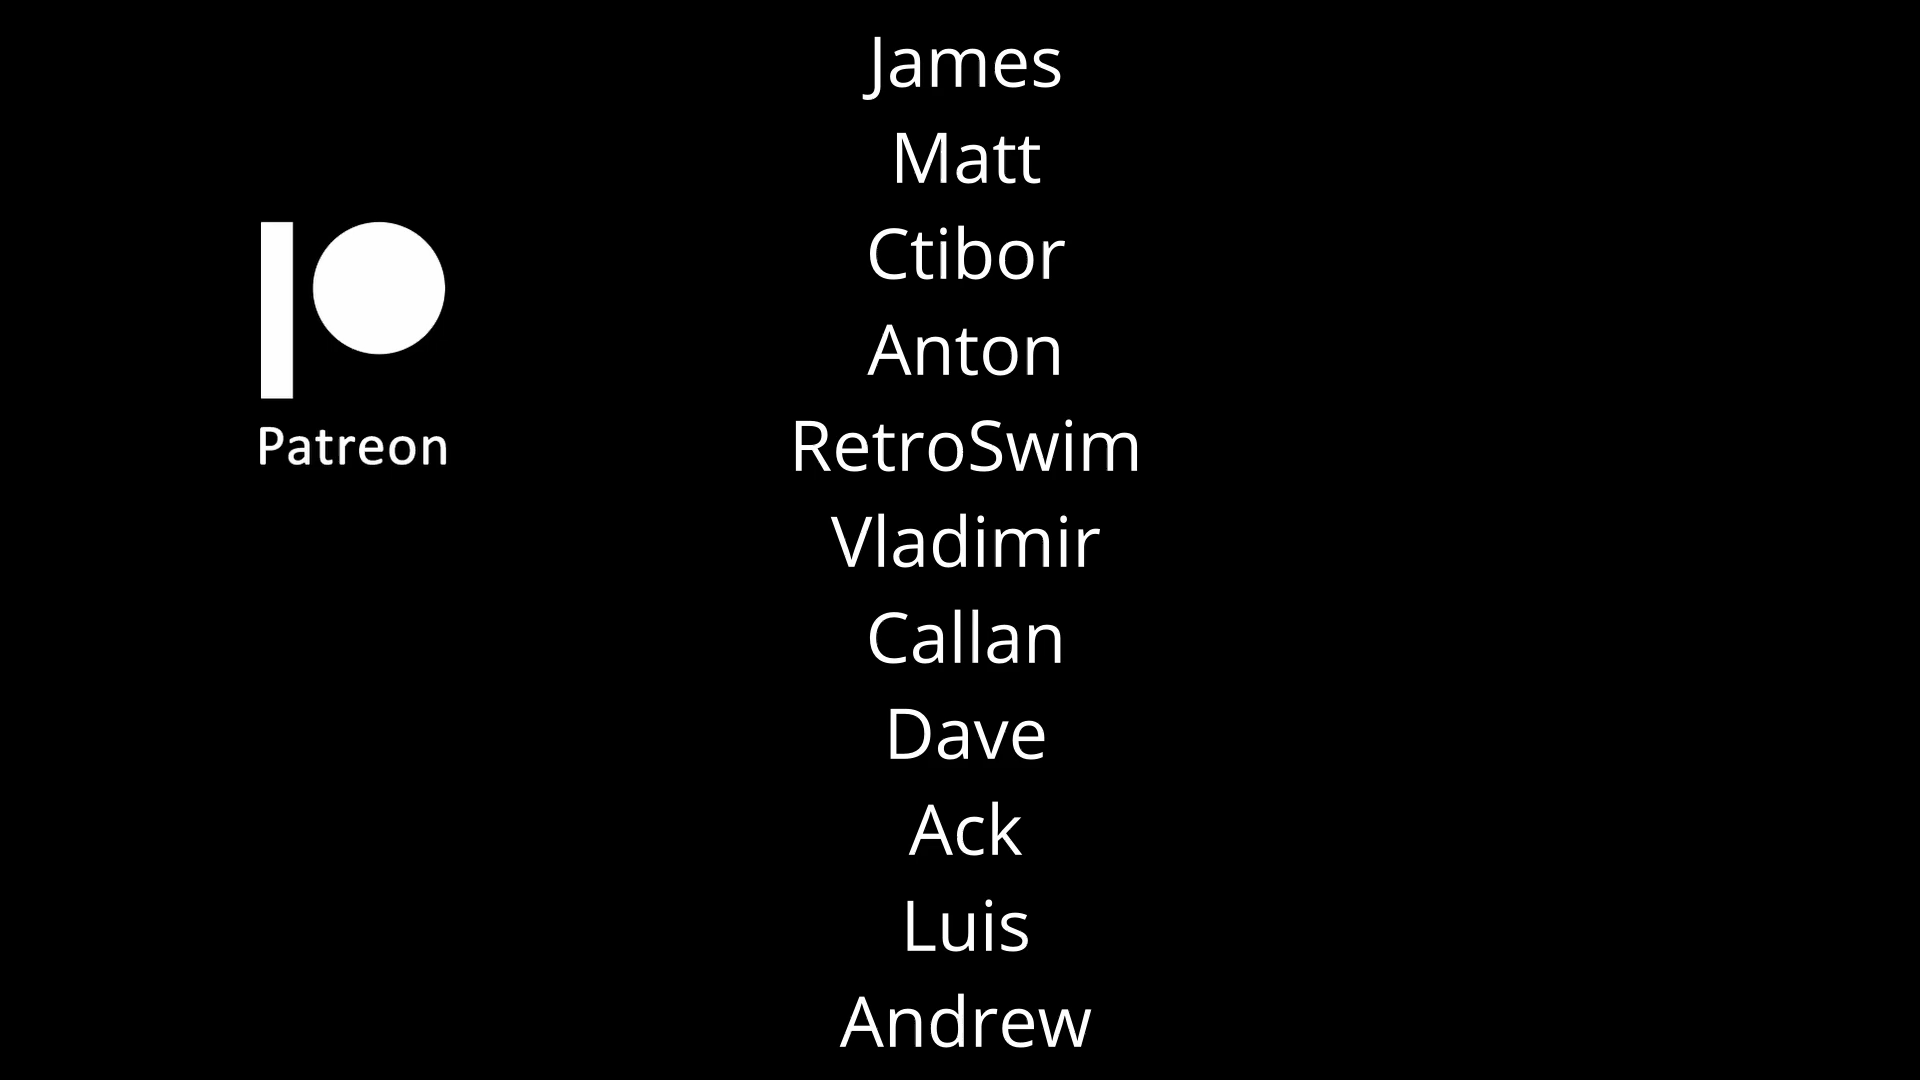 Patreon
James
Matt
Ctibor
Anton
RetroSwim
Vladimir
Callan
Dave
Ack
Luis
Andrew